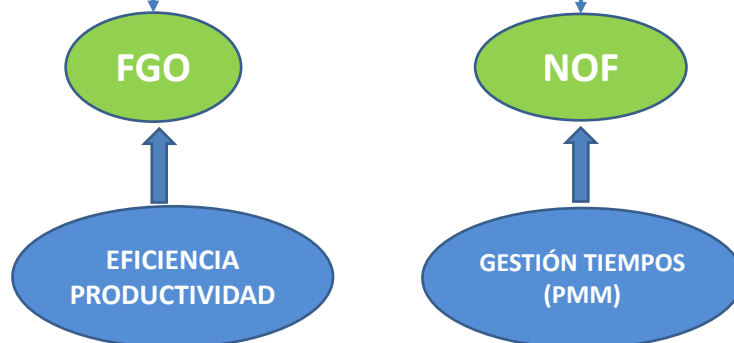 FGO
NOF
EFICIENCIA
PRODUCTIVIDAD
GESTIÓN TIEMPOS
(PMM)